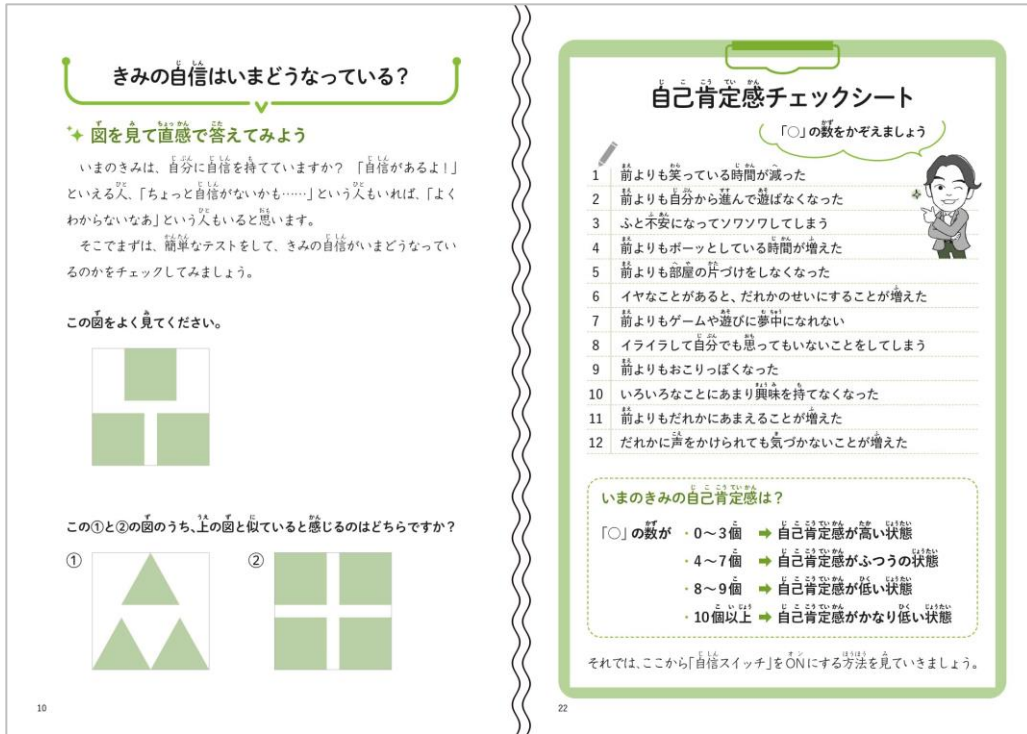 きみの自信はいまどうなっている？
図を見て直感で答えてみよう
いまのきみは、自分に自信を持てていますか？　「自信があるよ！」
といえる人、「ちょっと自信がないかも……」という人もいれば、「よく
わからないなあ」という人もいると思います。
そこでまずは、簡単なテストをして、きみの自信がいまどうなってい
るのかをチェックしてみましょう。
この図をよく見てください。
この①と②の図のうち、上の図と似ていると感じるのはどちらですか？
①
②
10
自己肯定感チェックシート
「○」の数をかぞえましょう
1　前よりも笑っている時間が減った
2　前よりも自分から進んで遊ばなくなった
3　ふと不安になってソワソワしてしまう
4　前よりもボーッとしている時間が増えた
5　前よりも部屋の片づけをしなくなった
6　イヤなことがあると、だれかのせいにすることが増えた
7　前よりもゲームや遊びに夢中になれない
8　イライラして自分でも思ってもいないことをしてしまう
9　前よりもおこりっぽくなった
10　いろいろなことにあまり興味を持てなくなった
11　前よりもだれかにあまえることが増えた
12　だれかに声をかけられても気づかないことが増えた
いまのきみの自己肯定感は？
「○」の数が　・0〜3個　➡ 自己肯定感が高い状態
・4〜7個　➡ 自己肯定感がふつうの状態
・8〜9個　➡ 自己肯定感が低い状態
・10個以上 ➡ 自己肯定感がかなり低い状態
それでは、ここから「自信スイッチ」をONにする方法を見ていきましょう。
22